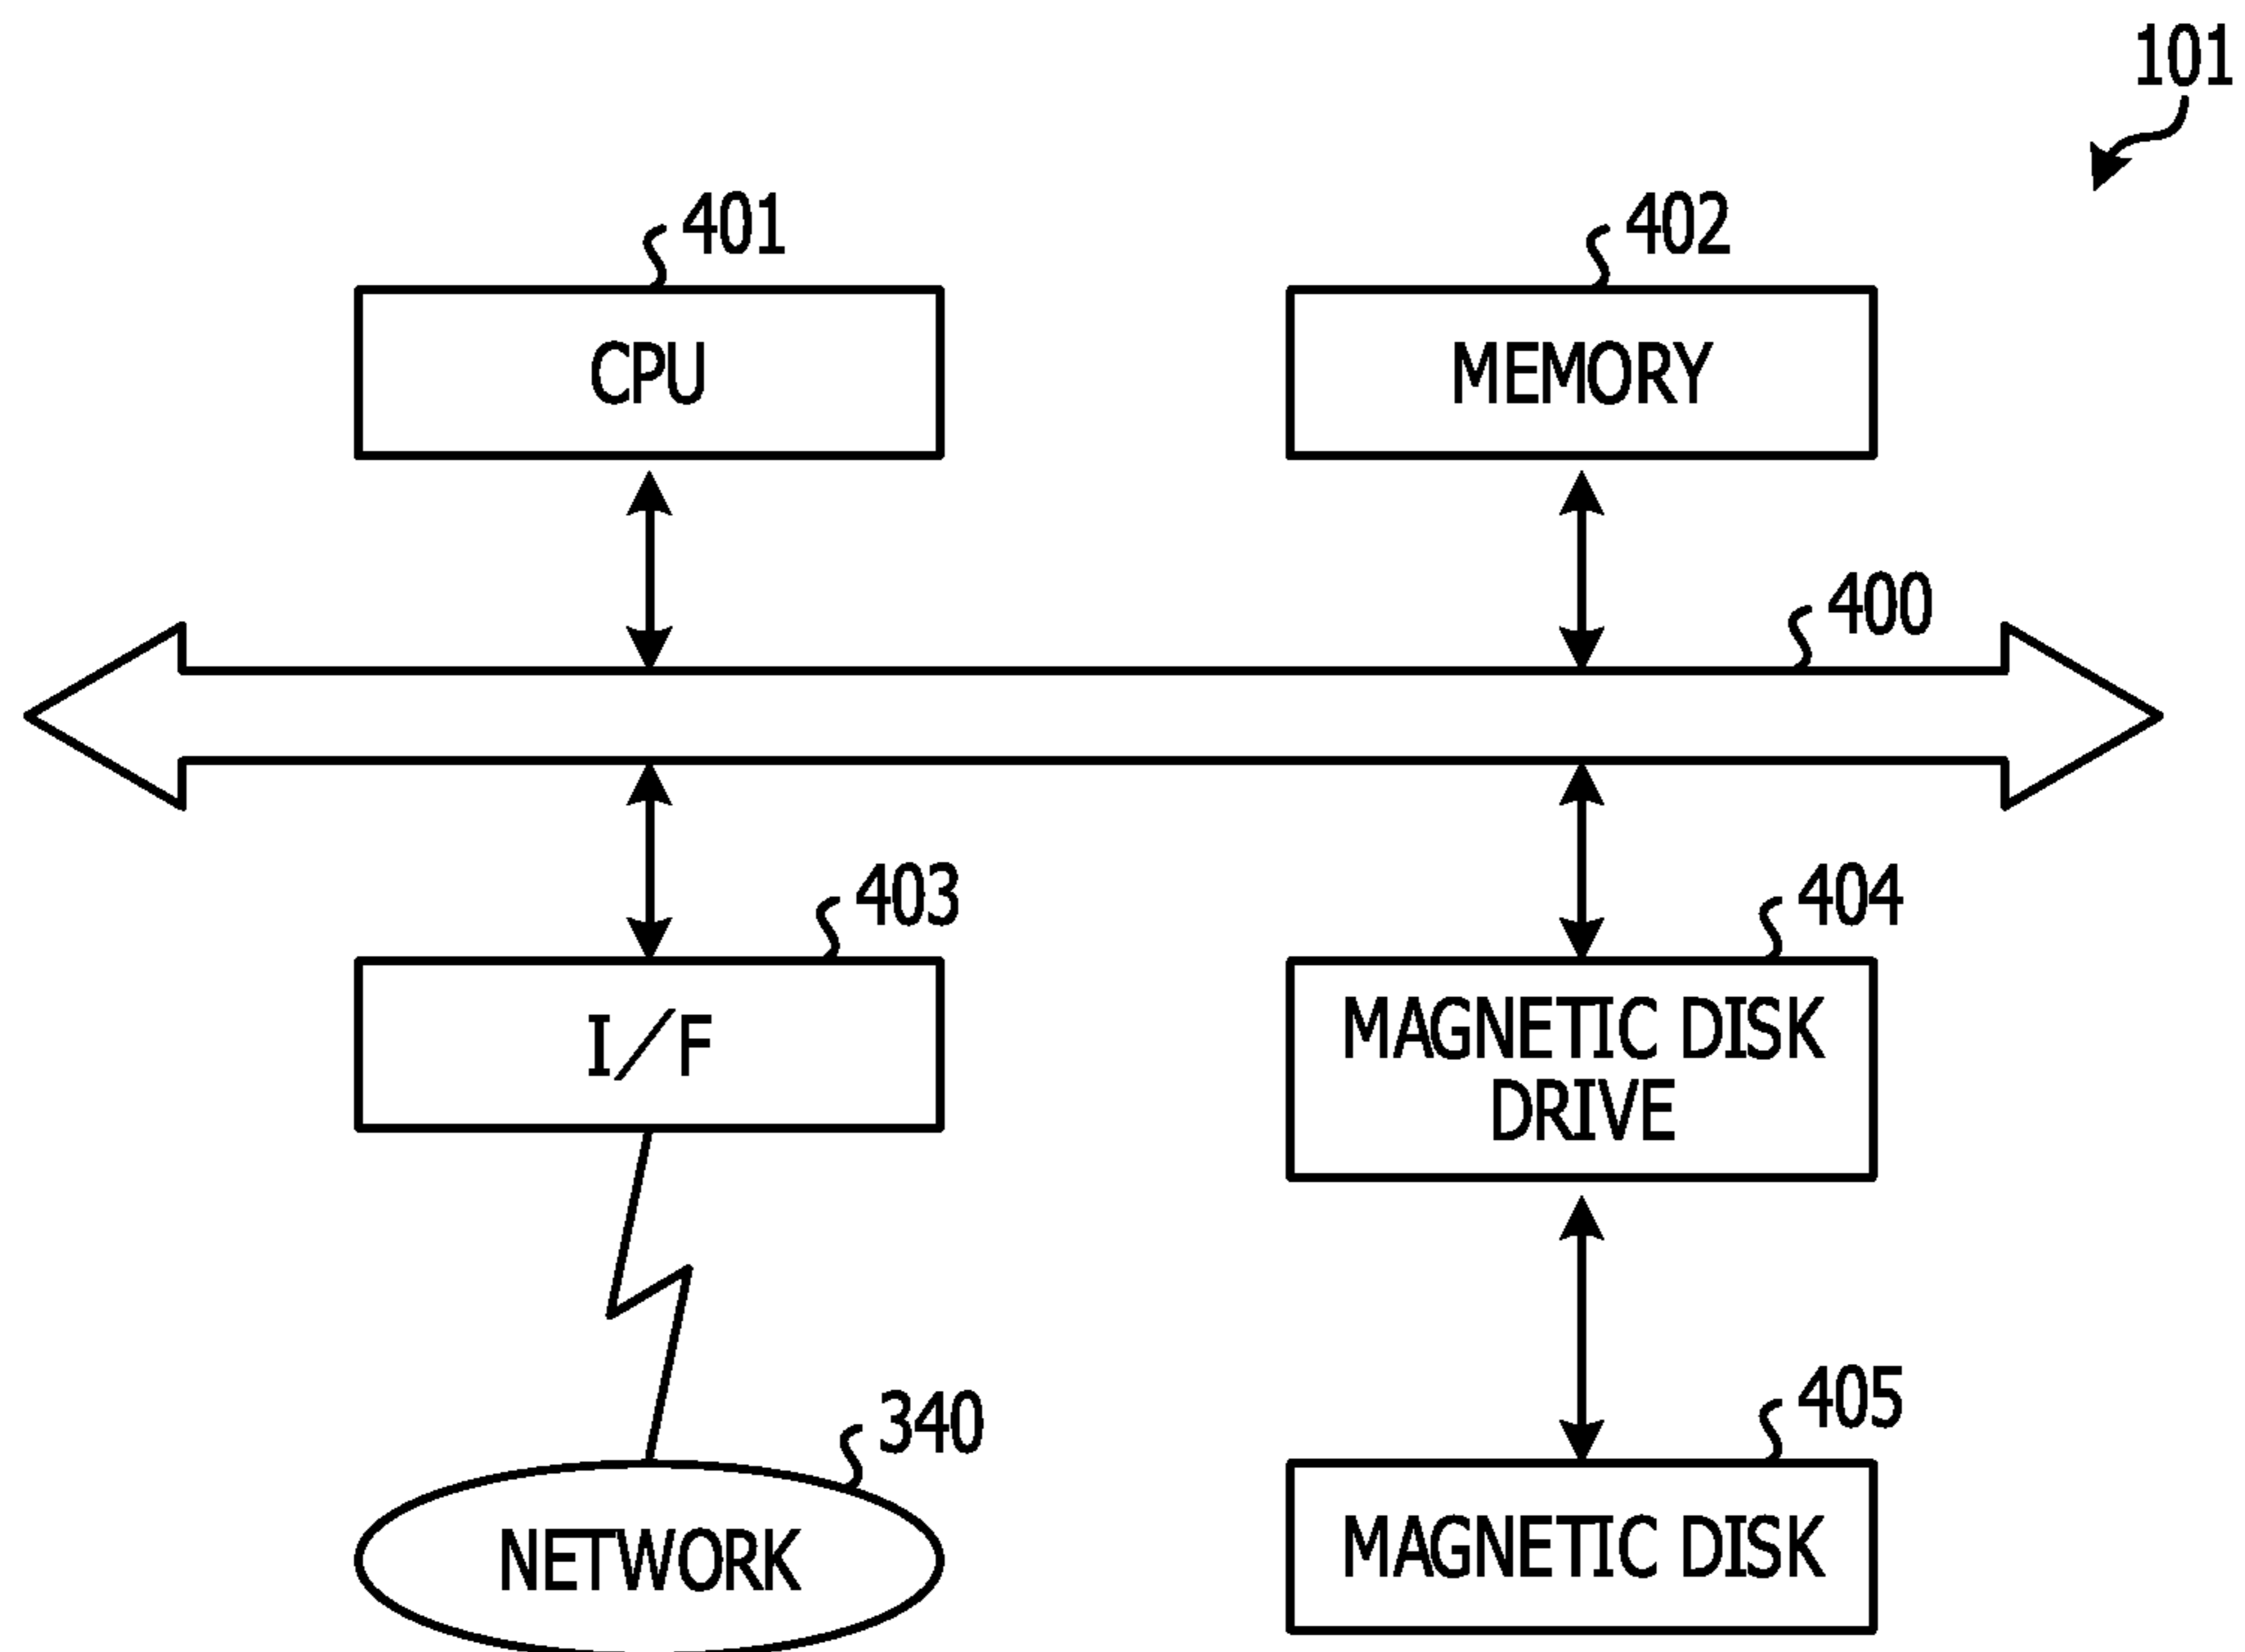 101
401
402
CPU
MEMORY
400
403
404
I/F
MAGNETIC DISK
DRIVE
340
405
NETWORK
MAGNETIC DISK